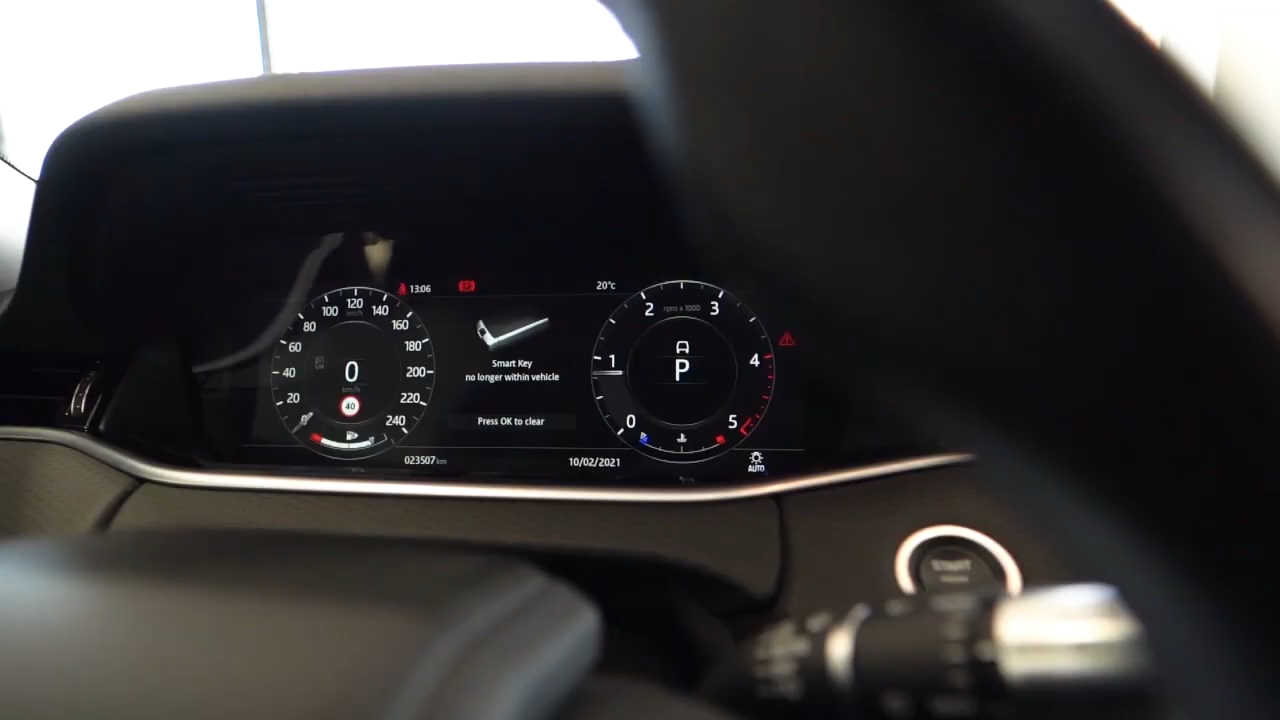 13:06
20°c
20
40
60
80
100
120
140
160
180
200
220
240
km/h
0
km/h
40
Smart Key
no longer within vehicle
Press OK to clear
023507 km
10/02/2021
0
1
2
3
4
5
rpm x 1000
P
AUTO
START